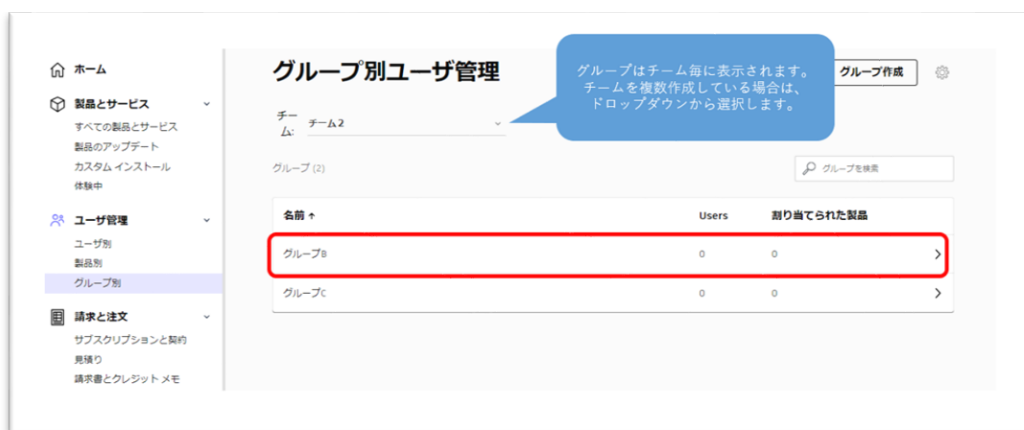 ホーム
製品とサービス
すべての製品とサービス
製品のアップデート
カスタム インストール
体験中
ユーザ管理
ユーザ別
製品別
グループ別
請求と注文
サブスクリプションと契約
見積り
請求書とクレジット メモ
グループ別ユーザ管理
グループはチーム毎に表示されます。
チームを複数作成している場合は、
ドロップダウンから選択します。
グループ作成
チー
ム:
チーム2
グループ (2)
グループを検索
名前 ↑ Users 割り当てられた製品
グループB 0 0
グループC 0 0